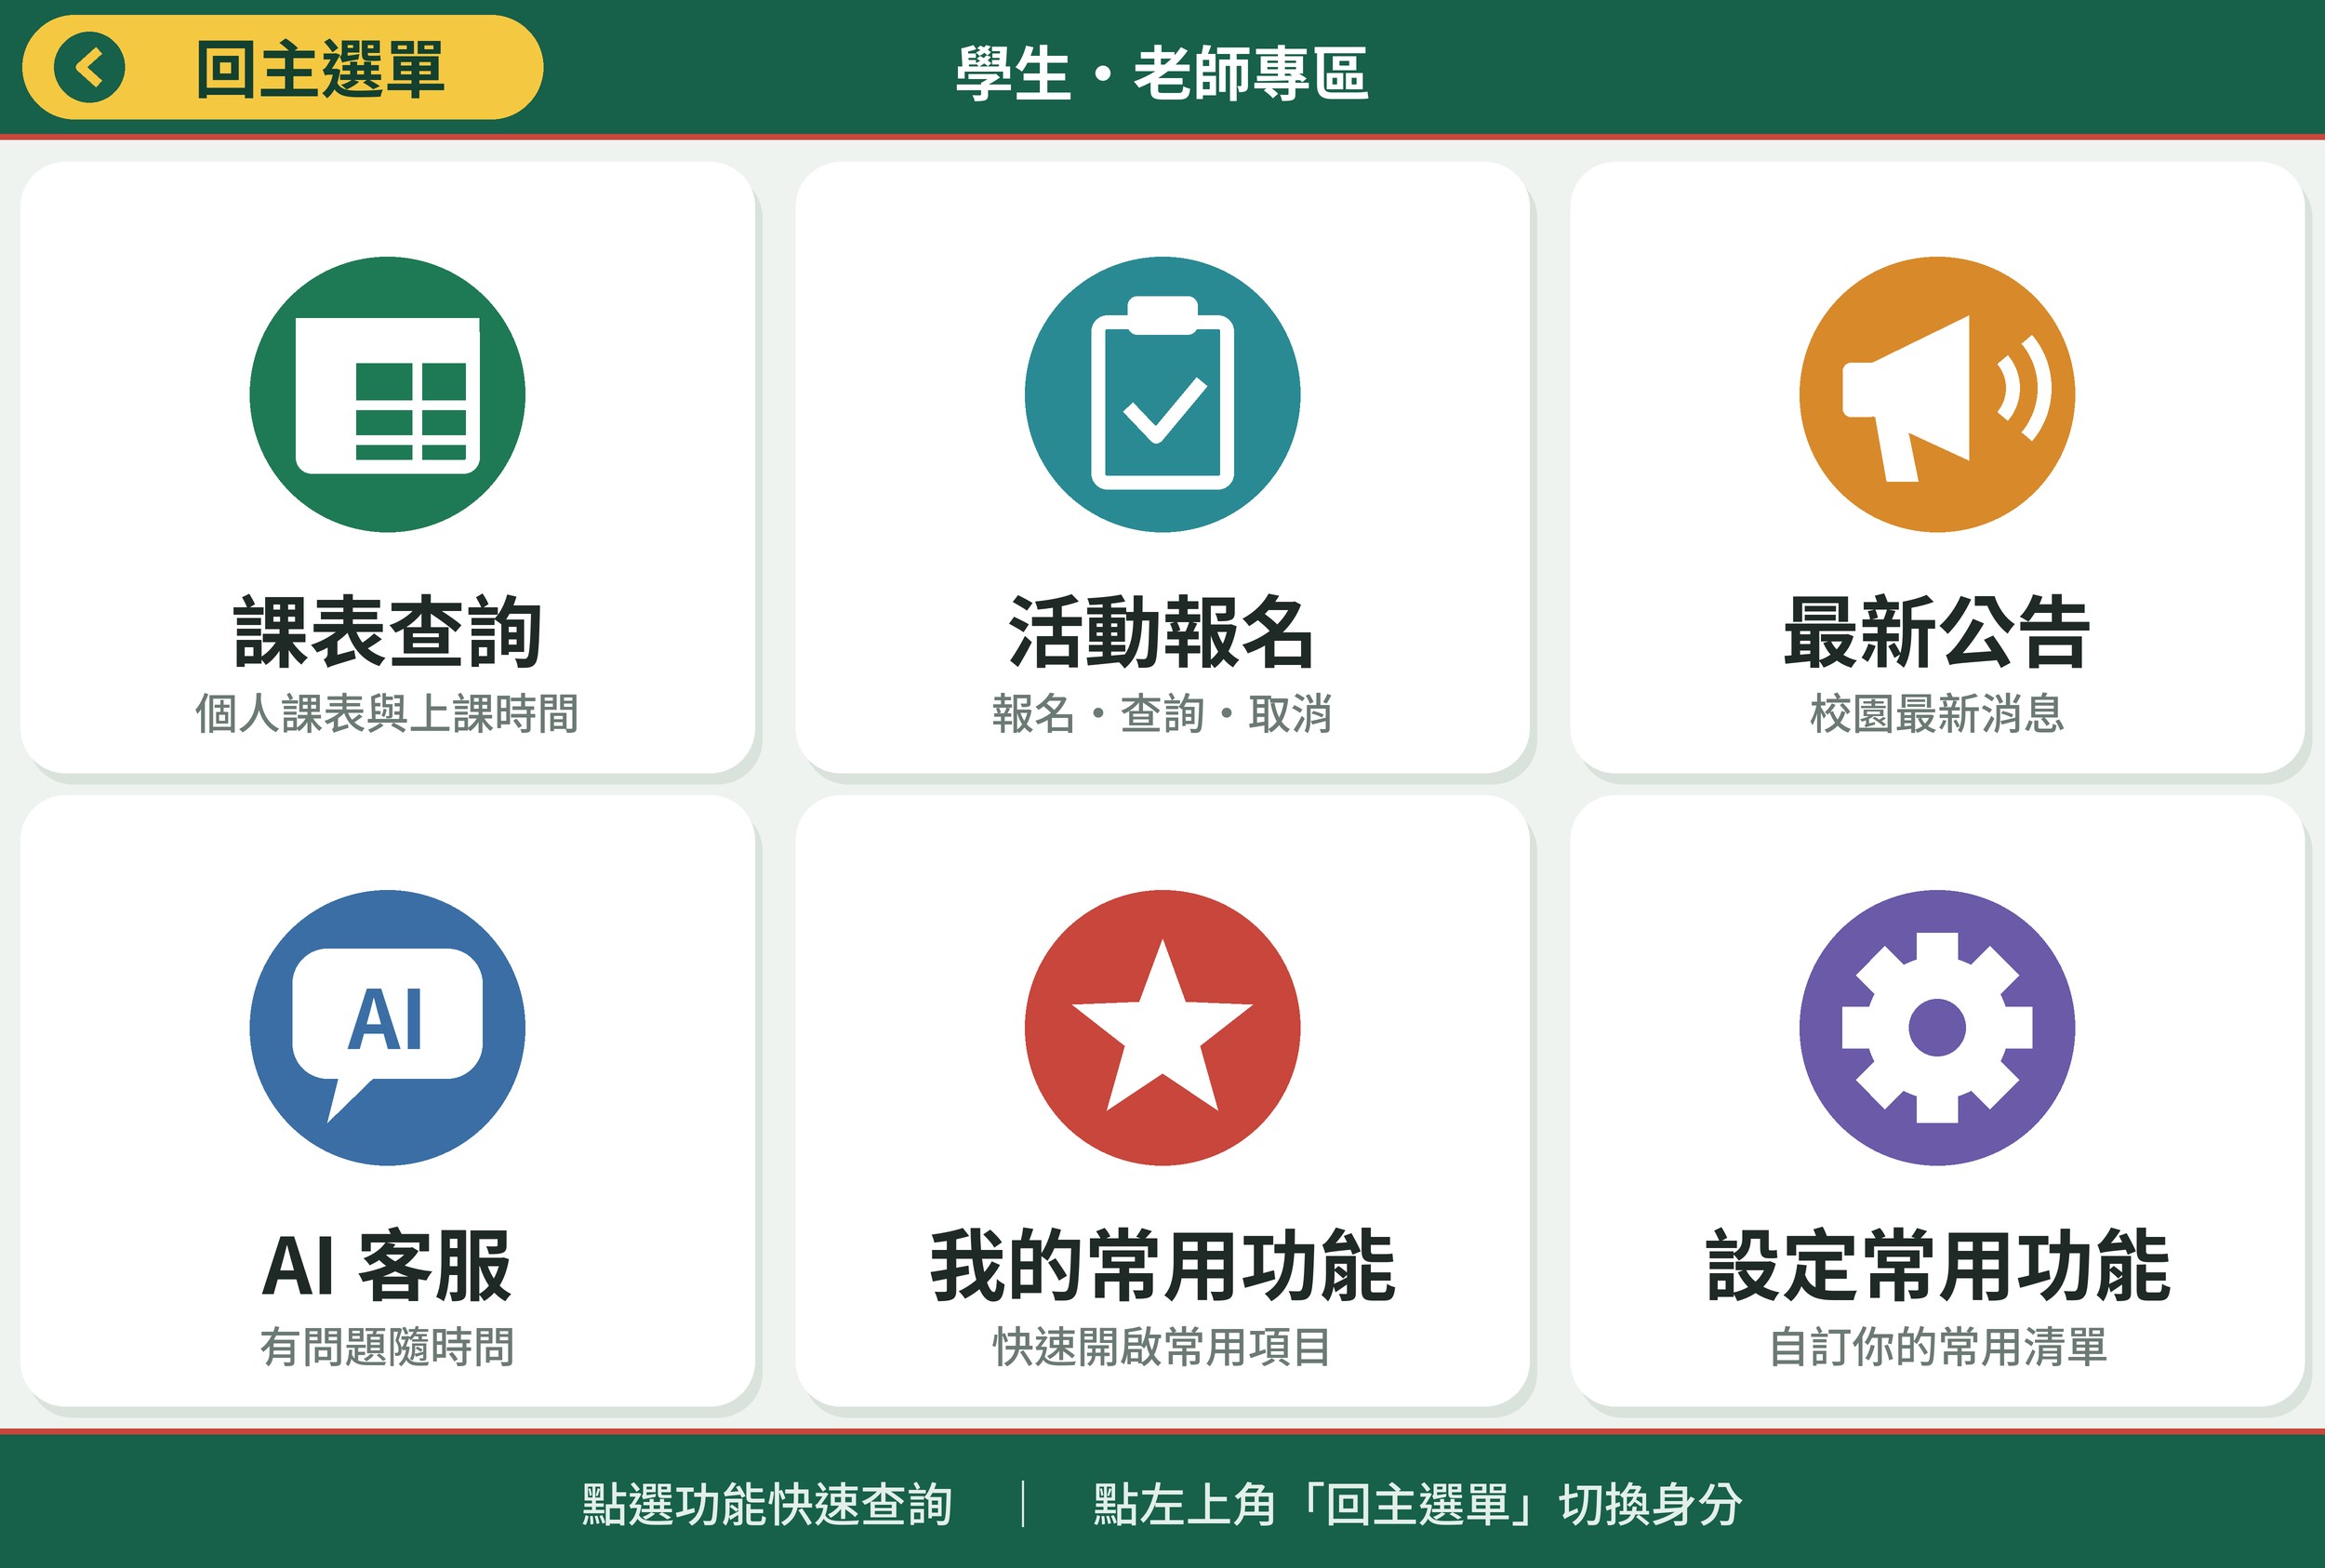 回主選單
學生・老師專區
課表查詢
個人課表與上課時間
活動報名
報名・查詢・取消
最新公告
校園最新消息
AI
AI 客服
有問題隨時問
我的常用功能
快速開啟常用項目
設定常用功能
自訂你的常用清單
點選功能快速查詢 ｜ 點左上角「回主選單」切換身分